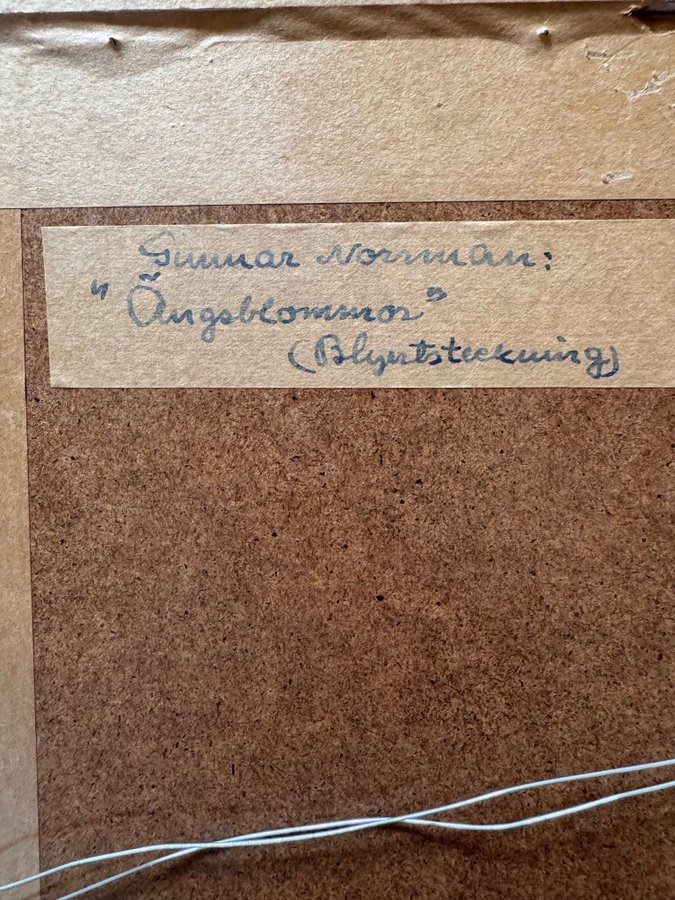 Gunnar Norrman:
"Ängsblommor"
(Blyertsteckning)